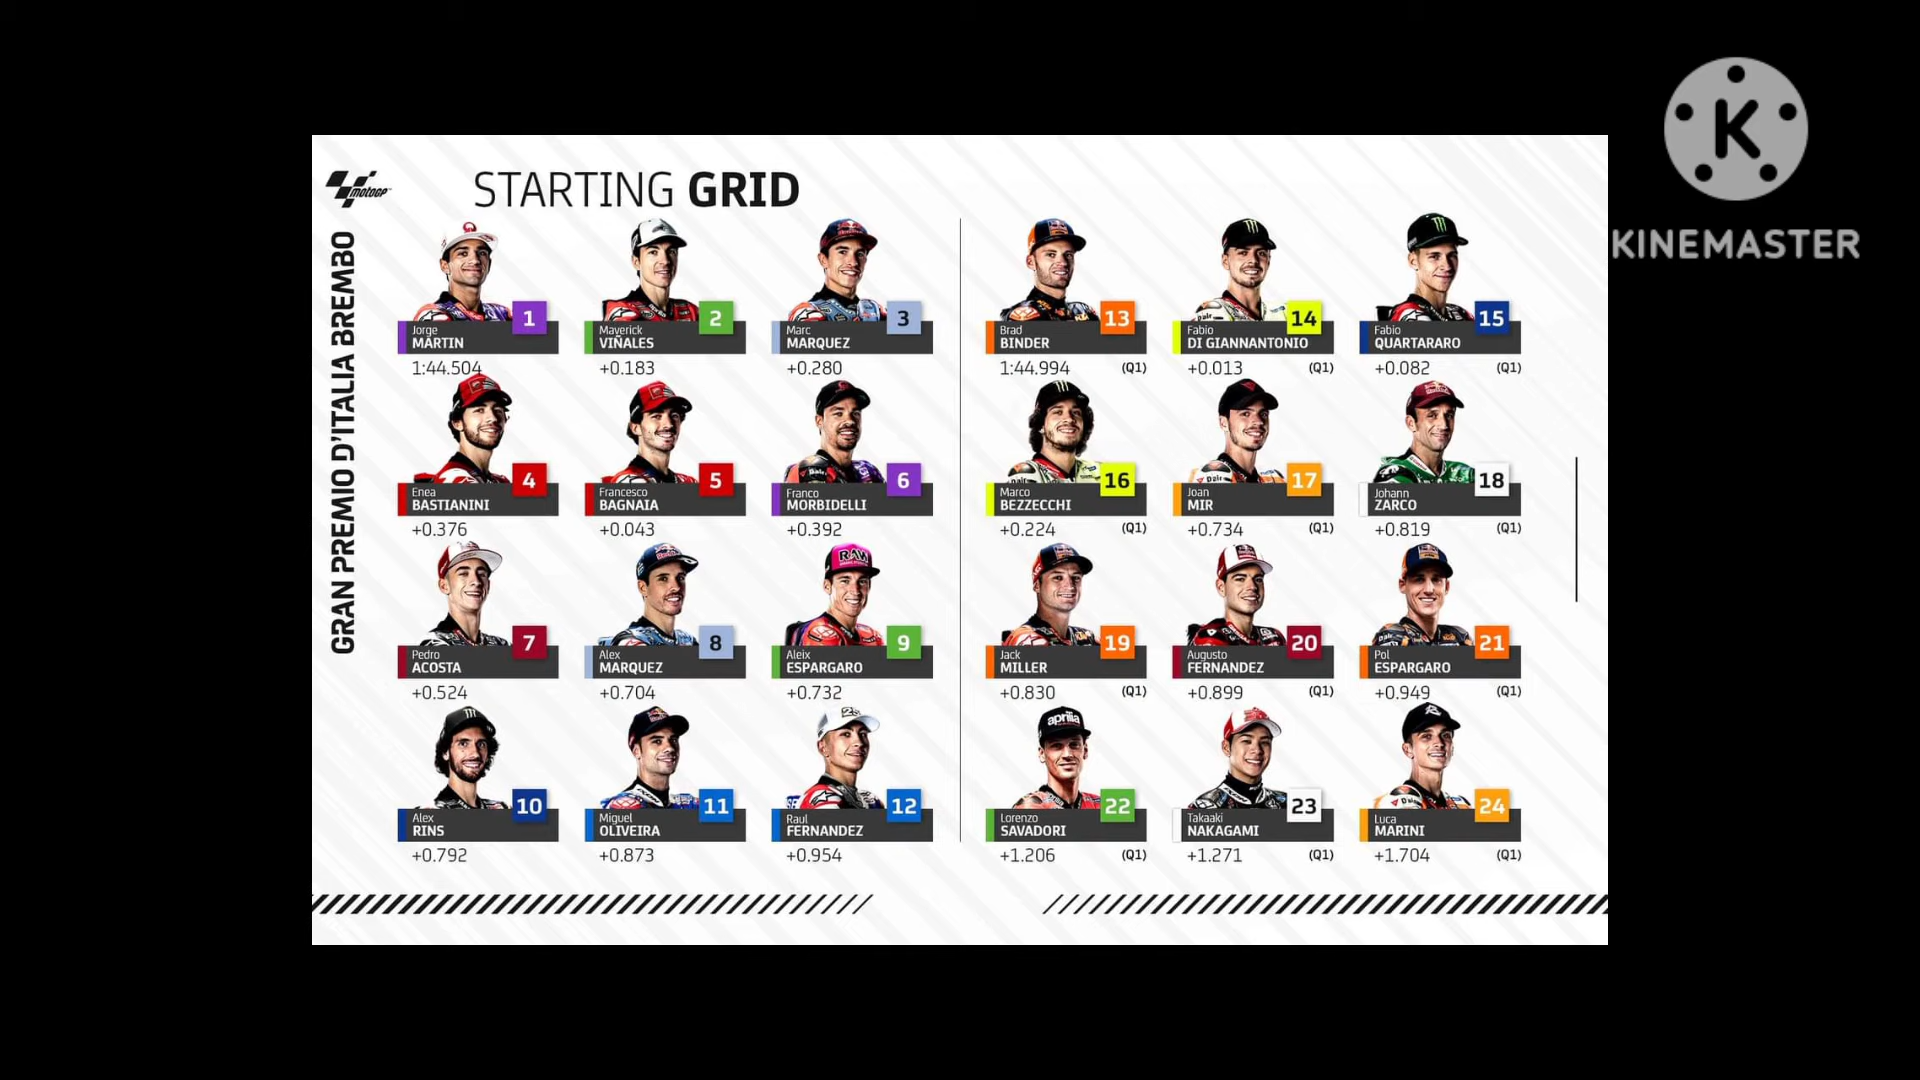 KINEMASTER
MotoGP™
STARTING GRID
GRAN PREMIO D'ITALIA BREMBO
1
Jorge
MARTIN
1:44.504
2
Maverick
VIÑALES
+0.183
3
Marc
MARQUEZ
+0.280
4
Enea
BASTIANINI
+0.376
5
Francesco
BAGNAIA
+0.043
6
Franco
MORBIDELLI
+0.392
7
Pedro
ACOSTA
+0.524
8
Alex
MARQUEZ
+0.704
RAW
9
Aleix
ESPARGARO
+0.732
10
Alex
RINS
+0.792
11
Miguel
OLIVEIRA
+0.873
25
12
Raul
FERNANDEZ
+0.954
13
Brad
BINDER
1:44.994 (Q1)
14
Fabio
DI GIANNANTONIO
+0.013 (Q1)
15
Fabio
QUARTARARO
+0.082 (Q1)
16
Marco
BEZZECCHI
+0.224 (Q1)
17
Joan
MIR
+0.734 (Q1)
18
Johann
ZARCO
+0.819 (Q1)
19
Jack
MILLER
+0.830 (Q1)
20
Augusto
FERNANDEZ
+0.899 (Q1)
21
Pol
ESPARGARO
+0.949 (Q1)
aprilia
22
Lorenzo
SAVADORI
+1.206 (Q1)
23
Takaaki
NAKAGAMI
+1.271 (Q1)
24
Luca
MARINI
+1.704 (Q1)